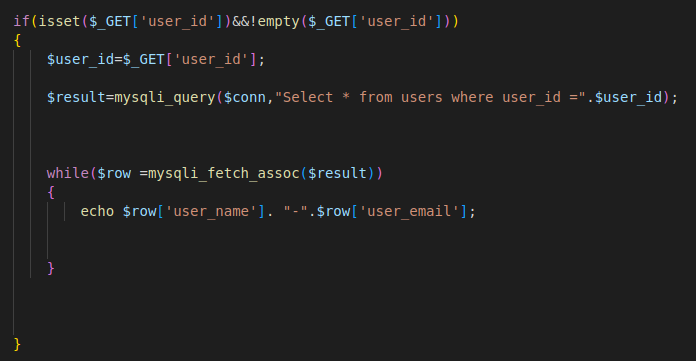 if(isset($_GET['user_id'])&&!empty($_GET['user_id']))
{
$user_id=$_GET['user_id'];
$result=mysqli_query($conn,"Select * from users where user_id =".$user_id);
while($row =mysqli_fetch_assoc($result))
{
echo $row['user_name']. "-".$row['user_email'];
}
}